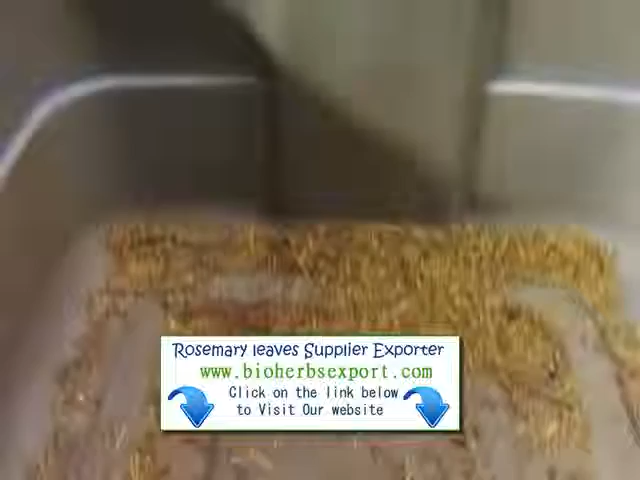 Rosemary leaves Supplier Exporter
www.bioherbsexport.com
Click on the link below
to Visit Our website